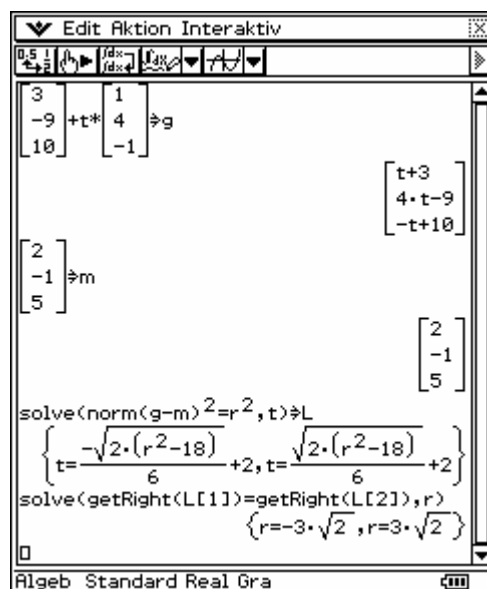 Edit Aktion Interaktiv
[3 -9 10]+t*[1 4 -1]⇒g
[t+3 4·t-9 -t+10]
[2 -1 5]⇒m
[2 -1 5]
solve(norm(g-m)^2=r^2,t)⇒L
{t=-√(2·(r^2-18))/6+2,t=√(2·(r^2-18))/6+2}
solve(getRight(L[1])=getRight(L[2]),r)
{r=-3·√2,r=3·√2}
Algeb Standard Real Gra